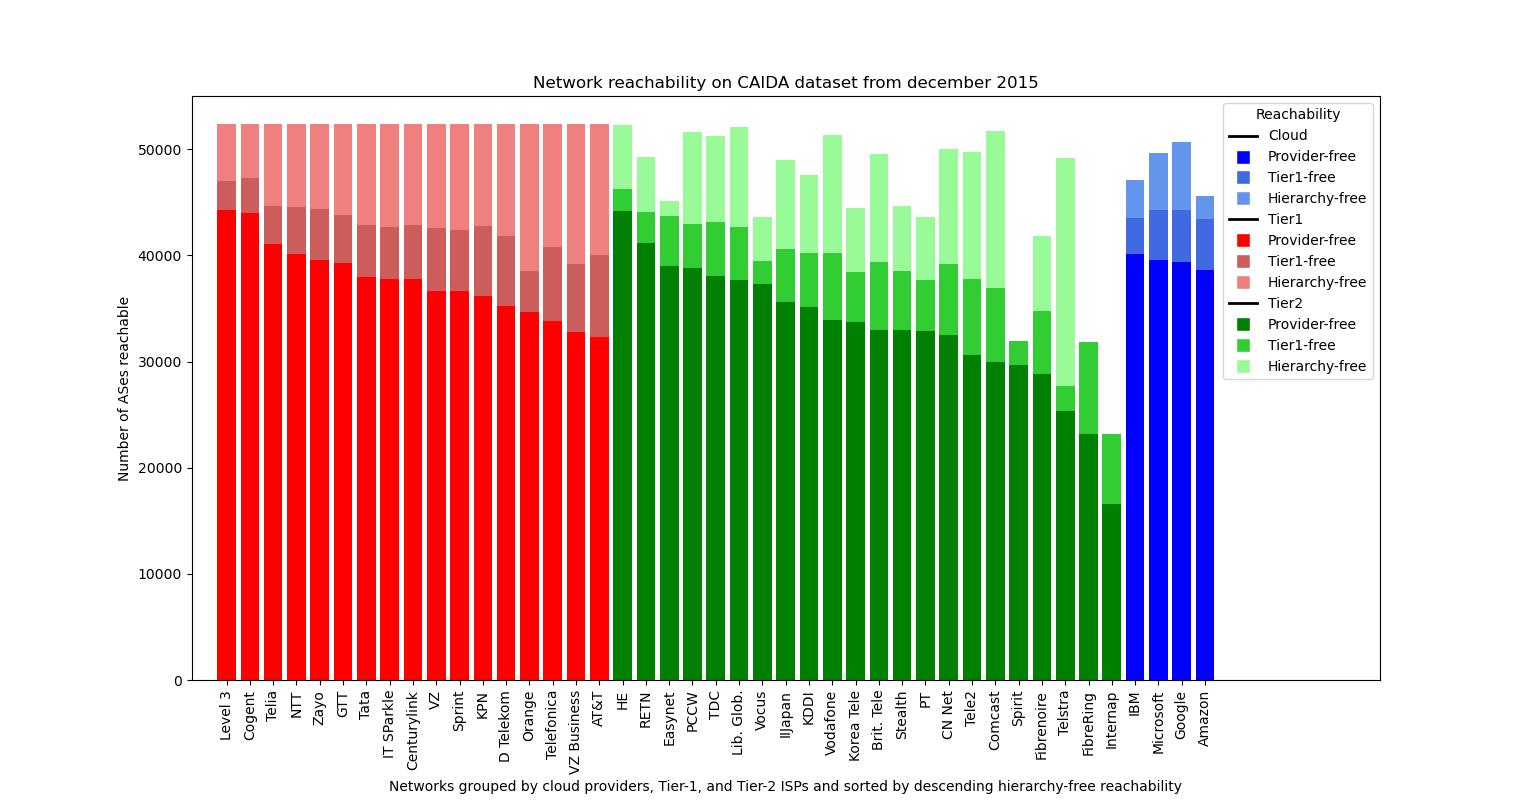 Network reachability on CAIDA dataset from december 2015
Number of ASes reachable
50000
40000
30000
20000
10000
0
Reachability
Cloud
Provider-free
Tier1-free
Hierarchy-free
Tier1
Provider-free
Tier1-free
Hierarchy-free
Tier2
Provider-free
Tier1-free
Hierarchy-free
Level 3
Cogent
Telia
NTT
Zayo
GTT
Tata
IT SParkle
Centurylink
VZ
Sprint
KPN
D Telekom
Orange
Telefonica
VZ Business
AT&T
HE
RETN
Easynet
PCCW
TDC
Lib. Glob.
Vocus
IIJapan
KDDI
Vodafone
Korea Tele
Brit. Tele
Stealth
PT
CN Net
Tele2
Comcast
Spirit
Fibrenoire
Telstra
FibreRing
Internap
IBM
Microsoft
Google
Amazon
Networks grouped by cloud providers, Tier-1, and Tier-2 ISPs and sorted by descending hierarchy-free reachability